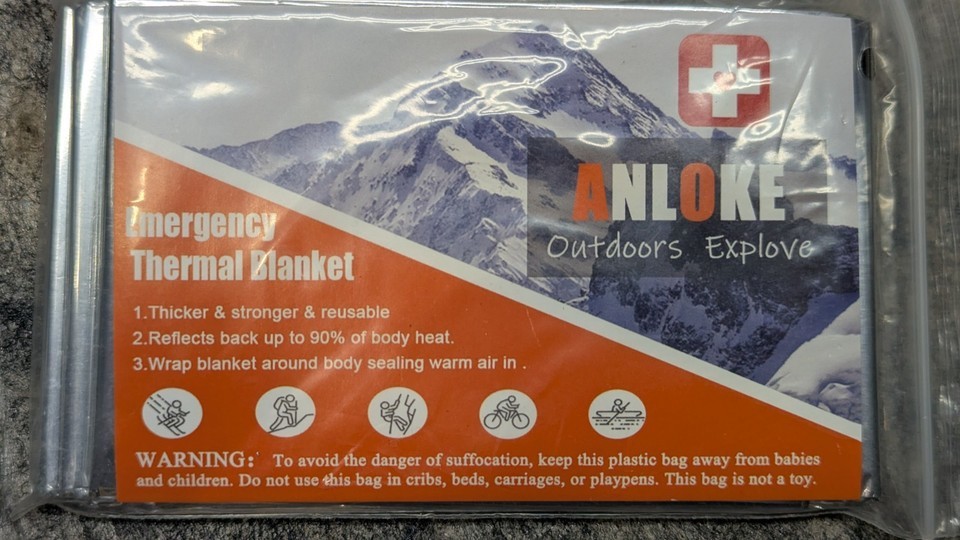 ANLOKE
Outdoors Explove
Emergency
Thermal Blanket
1.Thicker & stronger & reusable
2.Reflects back up to 90% of body heat.
3.Wrap blanket around body sealing warm air in .
WARNING: To avoid the danger of suffocation, keep this plastic bag away from babies
and children. Do not use this bag in cribs, beds, carriages, or playpens. This bag is not a toy.